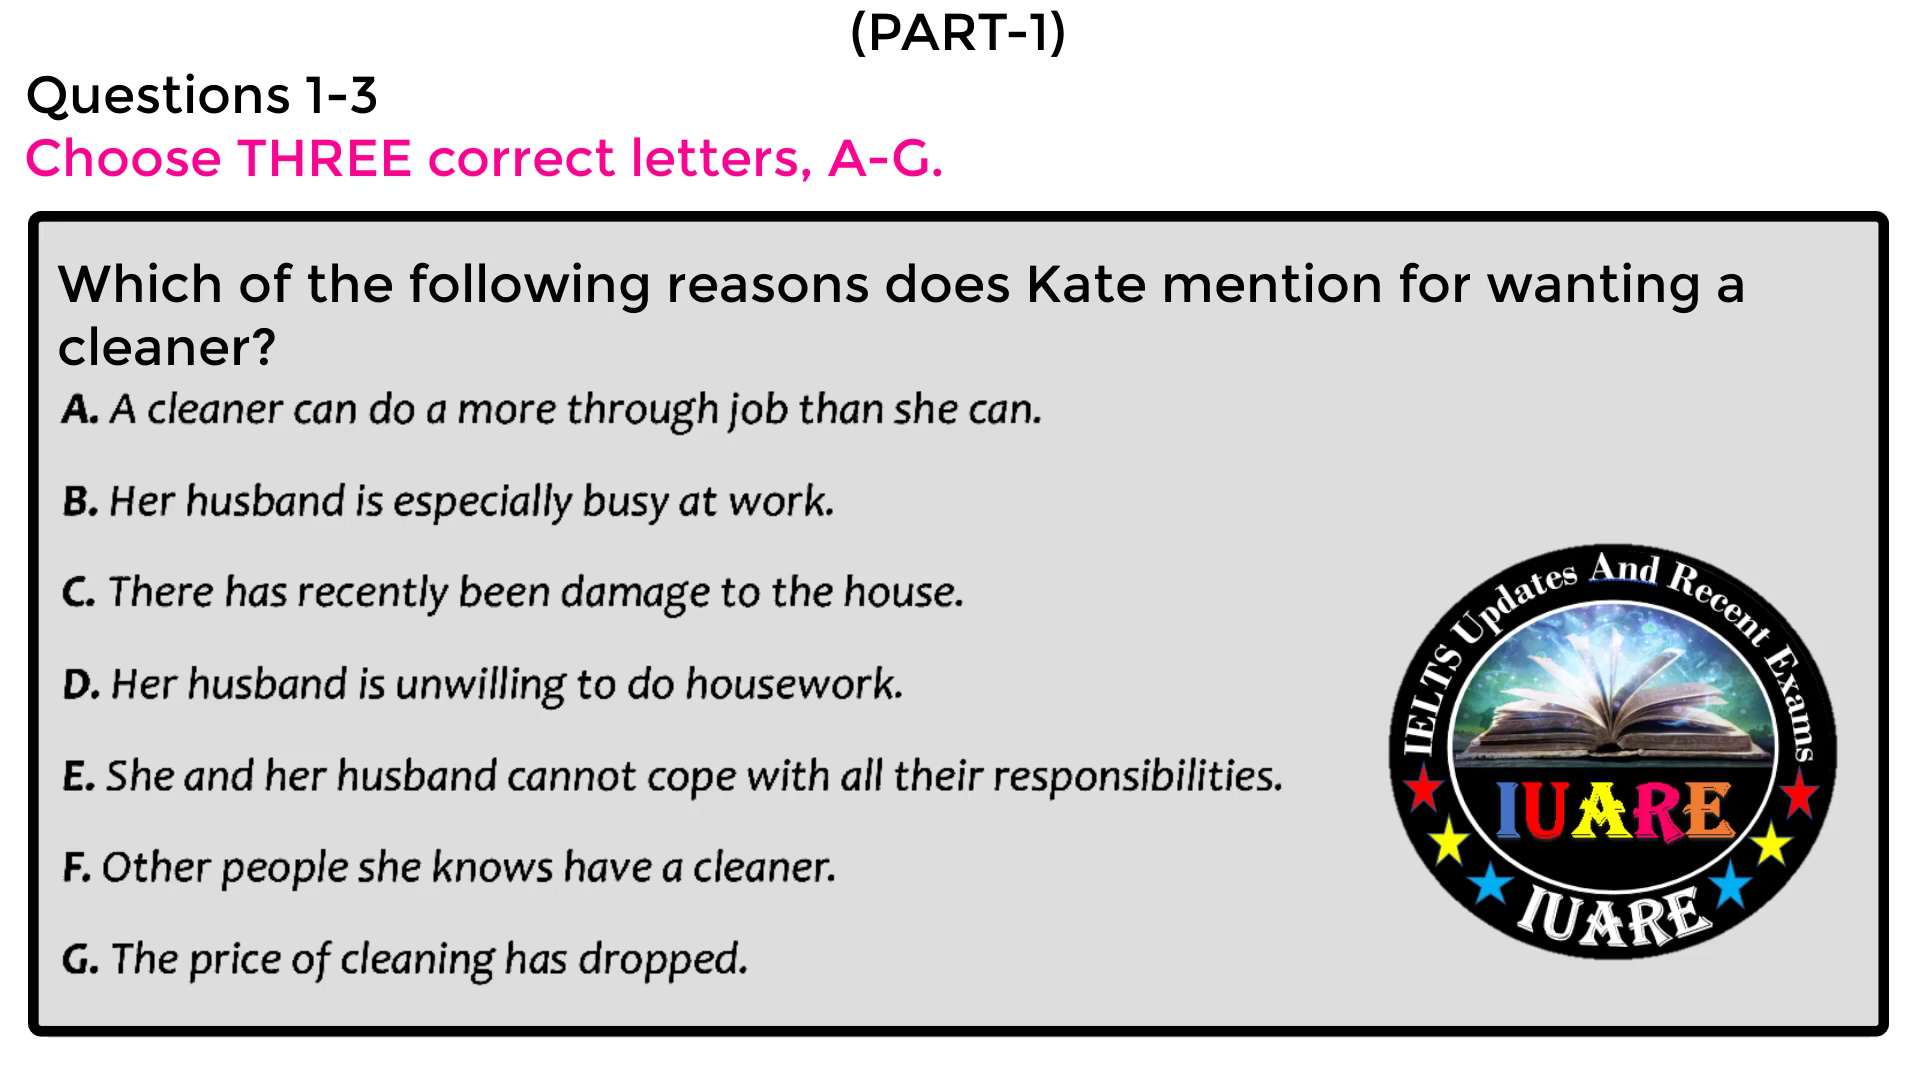 (PART-1)
Questions 1-3
Choose THREE correct letters, A-G.
Which of the following reasons does Kate mention for wanting a
cleaner?
A. A cleaner can do a more through job than she can.
B. Her husband is especially busy at work.
C. There has recently been damage to the house.
D. Her husband is unwilling to do housework.
E. She and her husband cannot cope with all their responsibilities.
F. Other people she knows have a cleaner.
G. The price of cleaning has dropped.
IELTS Updates And Recent Exams
IUARE
IUARE